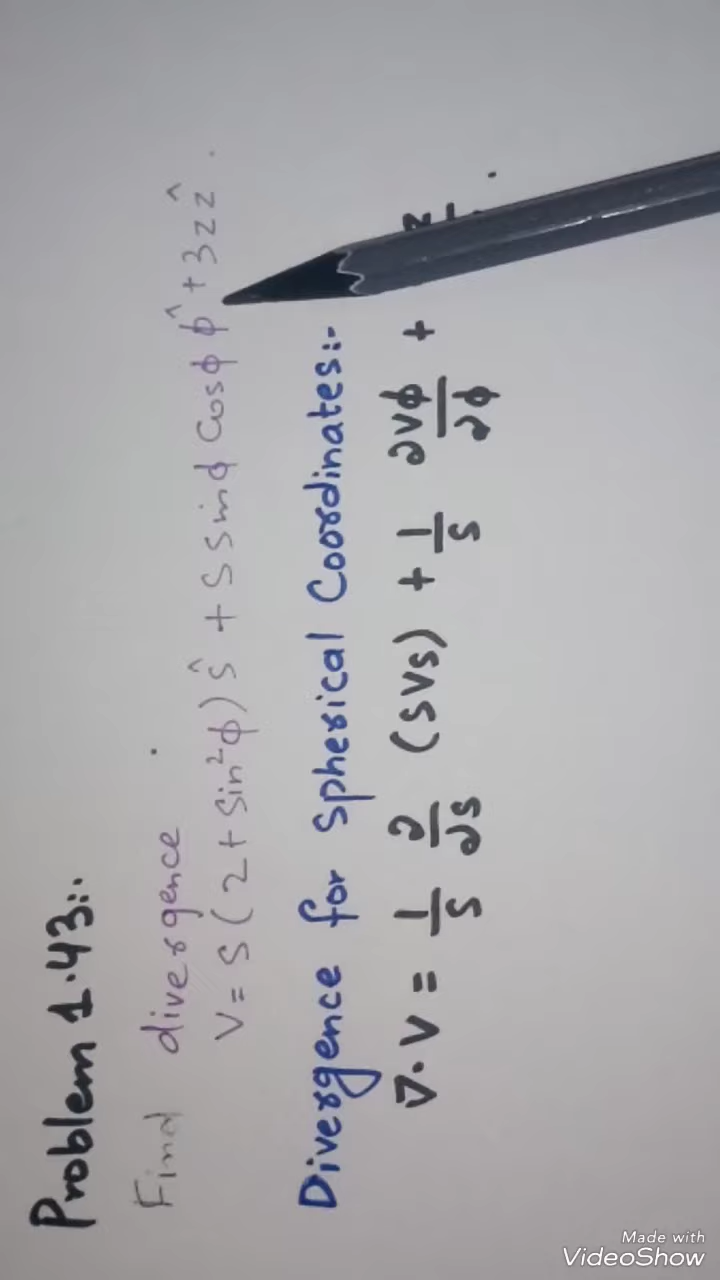 Problem 1.43:.
Find divergence
V = S(2+sin²φ)ŝ + S sinφ cosφ φ̂ + 3zẑ.
Divergence for Spherical Coordinates:-
∇·V = 1/S ∂/∂S (SVs) + 1/S ∂Vφ/∂φ +
Made with
VideoShow